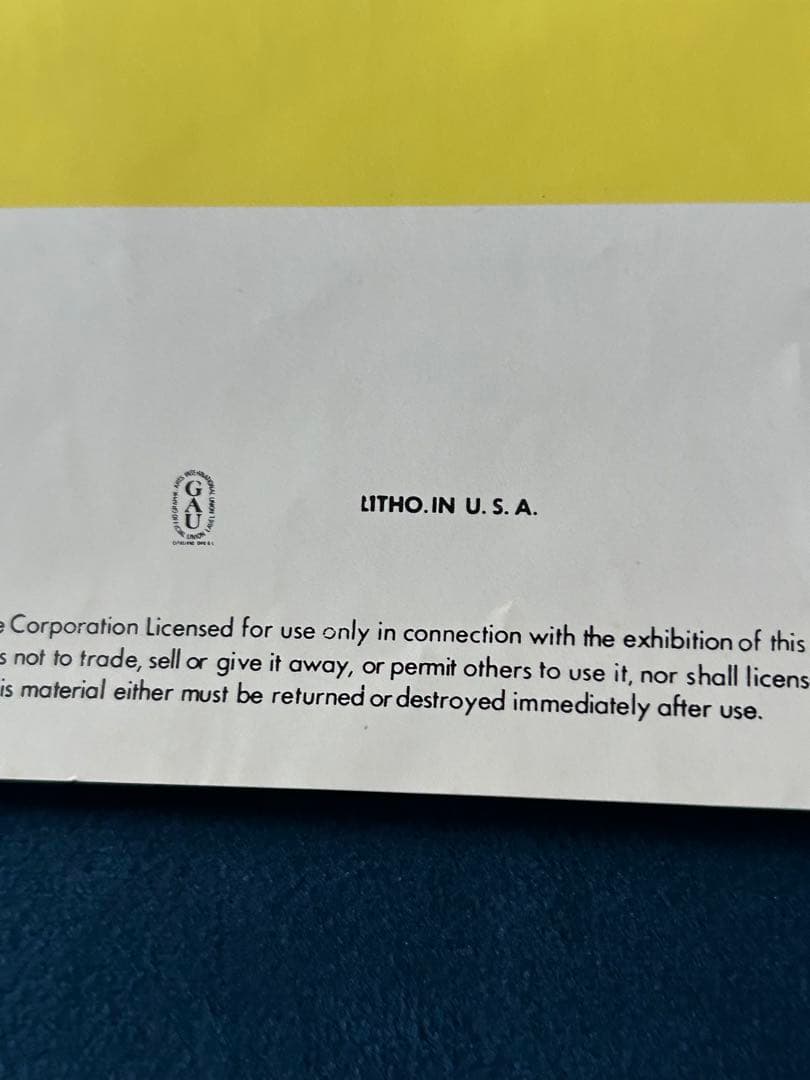 GAU
LITHO. IN U. S. A.
Corporation Licensed for use only in connection with the exhibition of this
s not to trade, sell or give it away, or permit others to use it, nor shall licens
is material either must be returned or destroyed immediately after use.